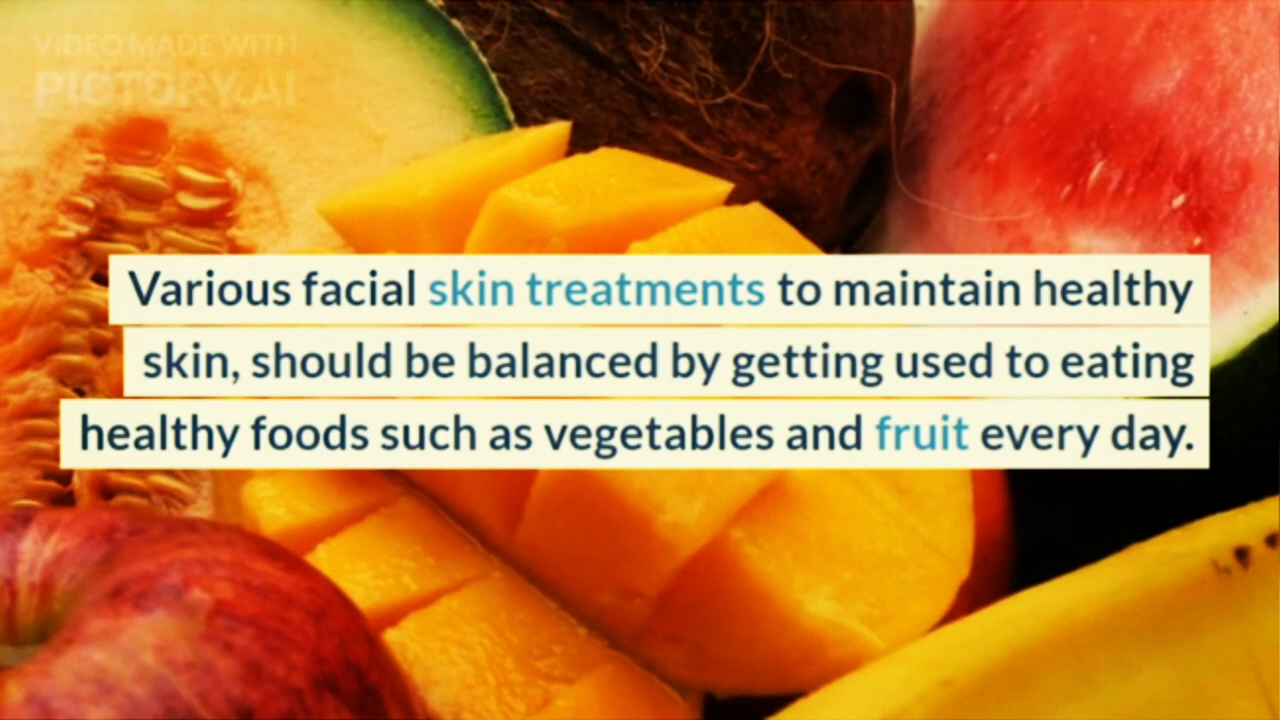 VIDEO MADE WITH
PICTORY.AI
Various facial skin treatments to maintain healthy
skin, should be balanced by getting used to eating
healthy foods such as vegetables and fruit every day.